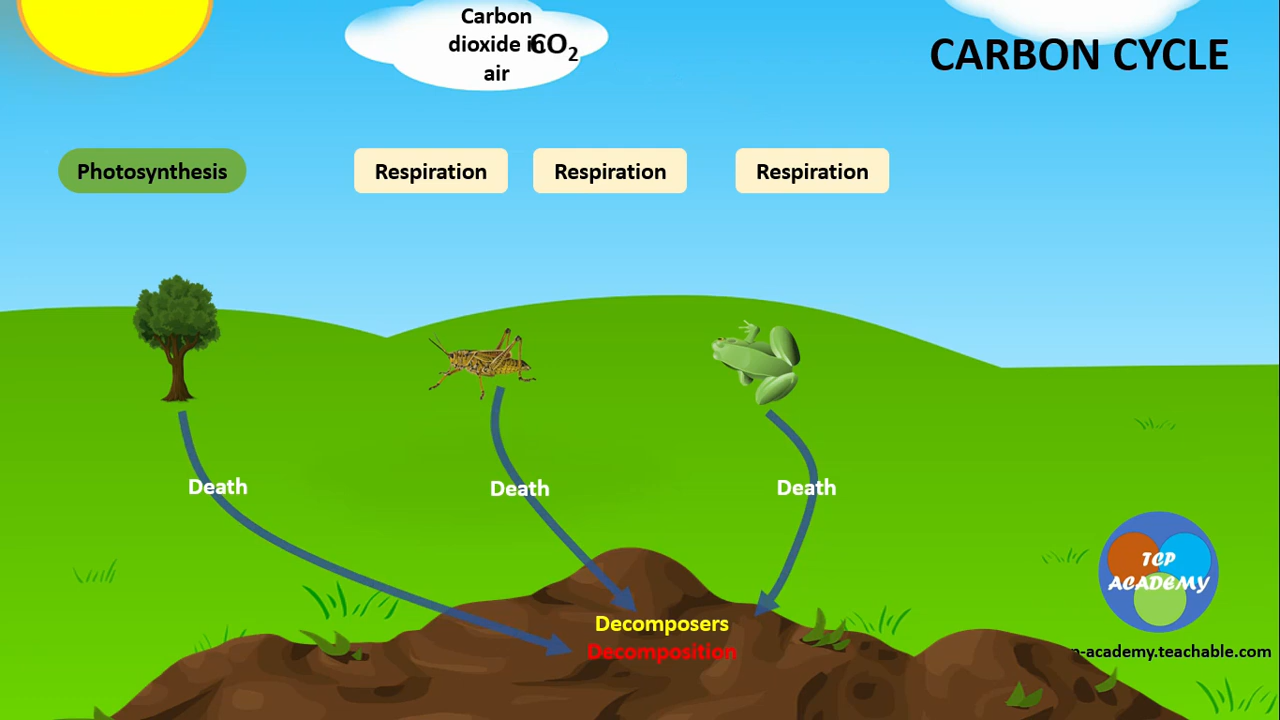 Carbon
dioxide in
air
CO₂
CARBON CYCLE
Photosynthesis
Respiration
Respiration
Respiration
Death
Death
Death
TCP
ACADEMY
Decomposers
Decomposition
p-academy.teachable.com